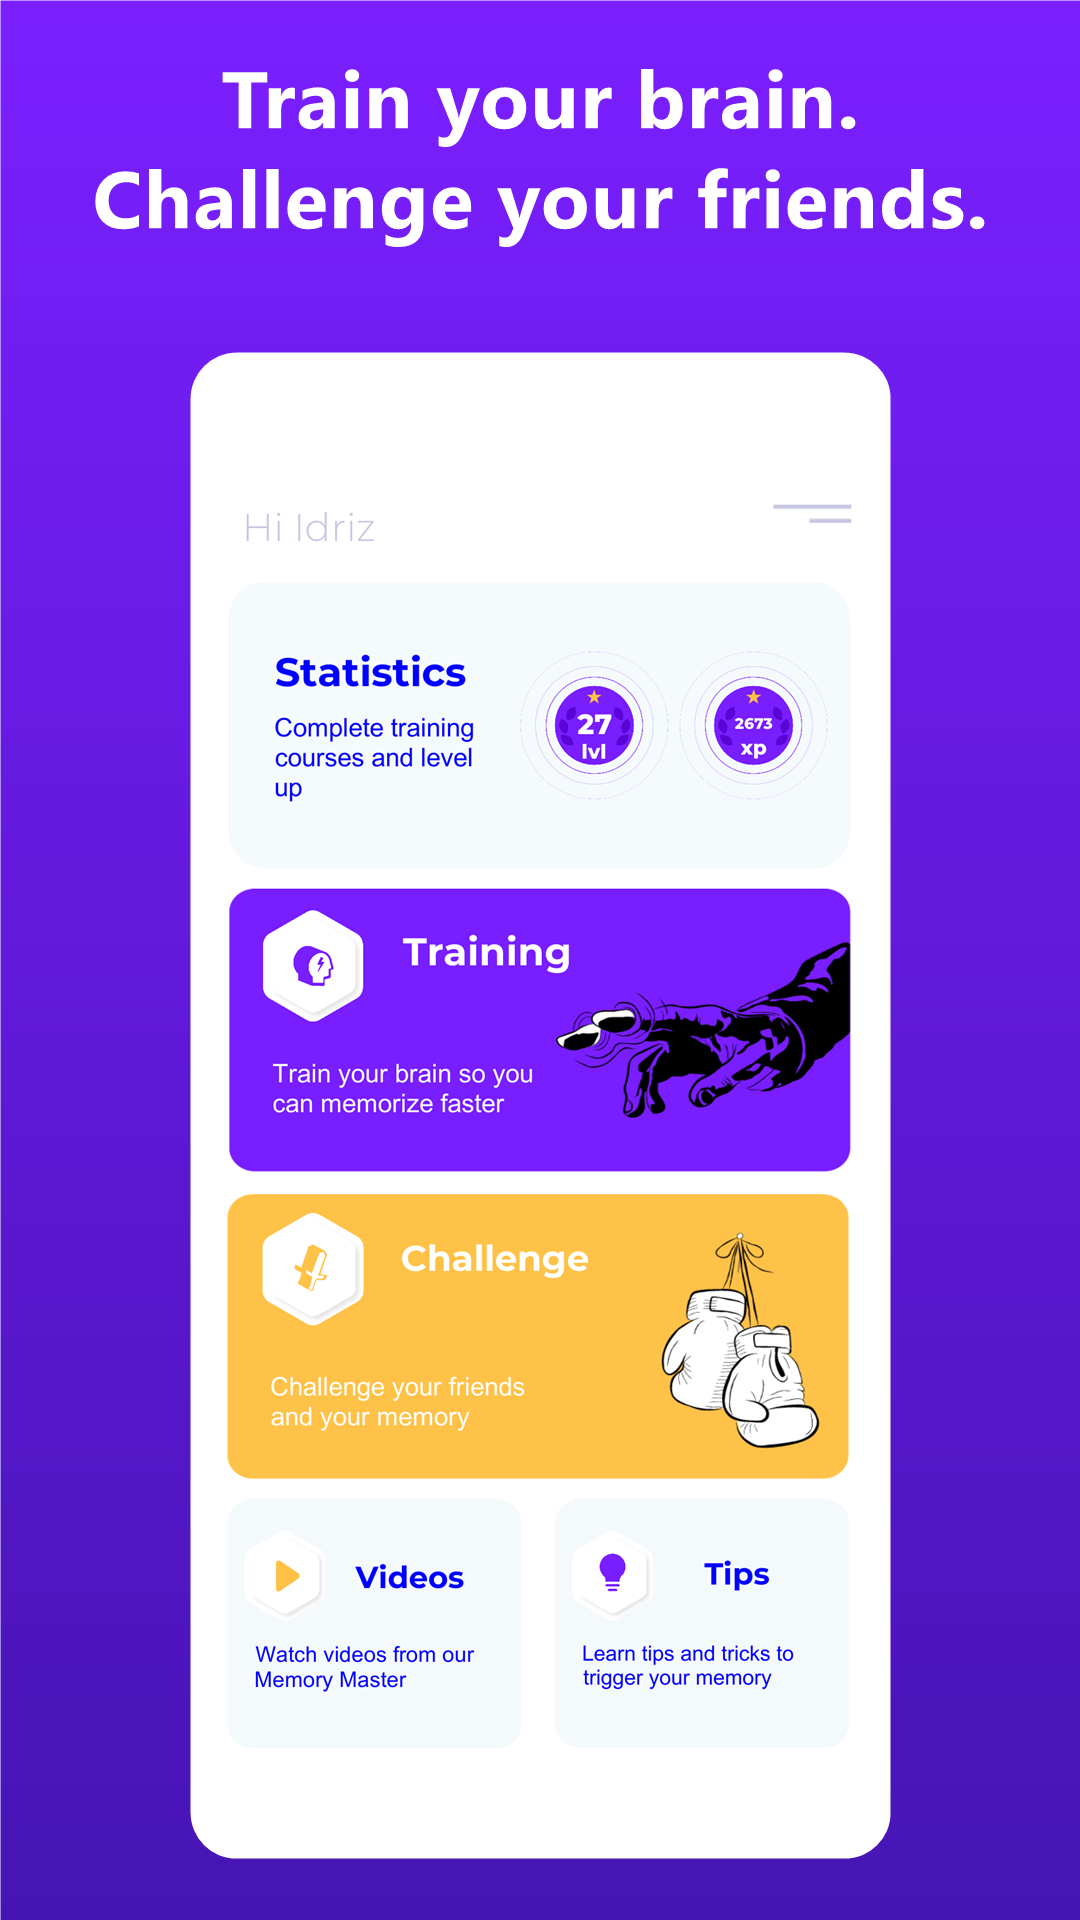 Train your brain.
Challenge your friends.
Hi Idriz
Statistics
Complete training
courses and level
up
27
lvl
2673
xp
Training
Train your brain so you
can memorize faster
Challenge
Challenge your friends
and your memory
Videos
Watch videos from our
Memory Master
Tips
Learn tips and tricks to
trigger your memory